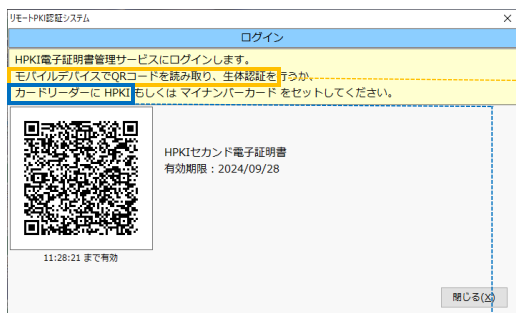 リモートPKI認証システム
ログイン
HPKI電子証明書管理サービスにログインします。
モバイルデバイスでQRコードを読み取り、生体認証を行うか、
カードリーダーに HPKI もしくは マイナンバーカード をセットしてください。
HPKIセカンド電子証明書
有効期限：2024/09/28
11:28:21 まで有効
閉じる(X)